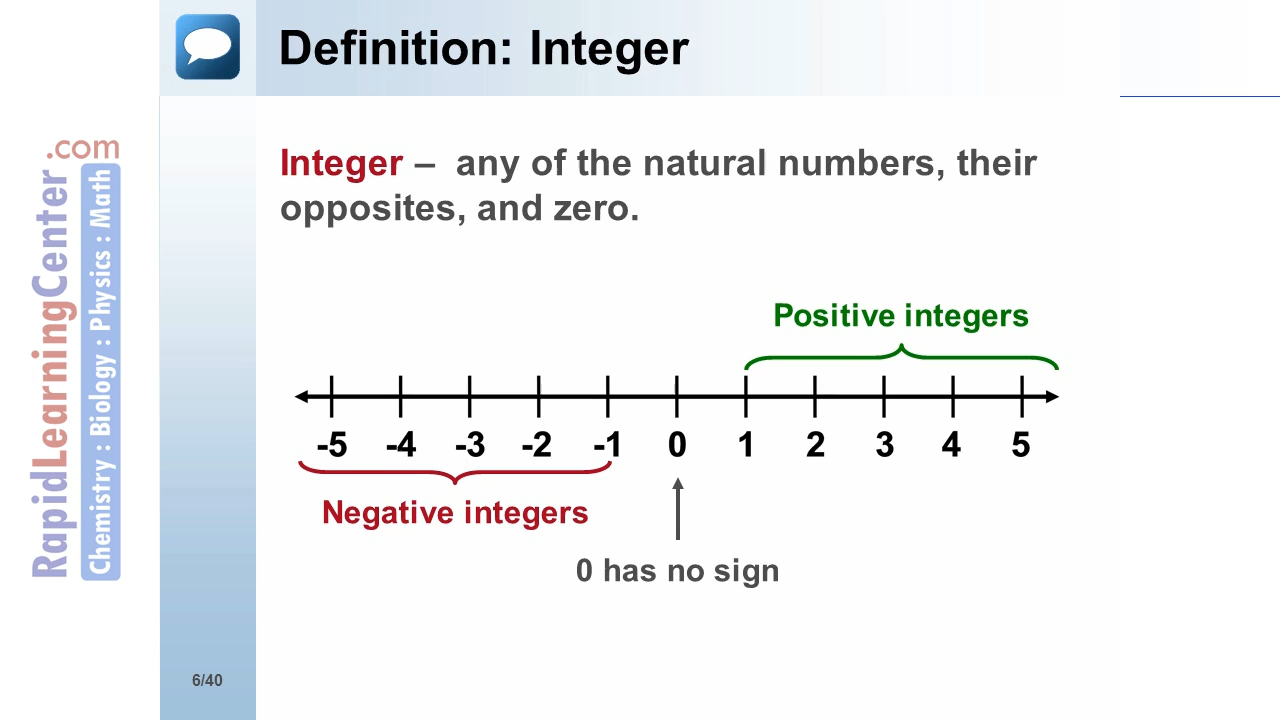 Definition: Integer
RapidLearningCenter.com
Chemistry : Biology : Physics : Math
Integer – any of the natural numbers, their
opposites, and zero.
Positive integers
-5 -4 -3 -2 -1 0 1 2 3 4 5
Negative integers
0 has no sign
6/40